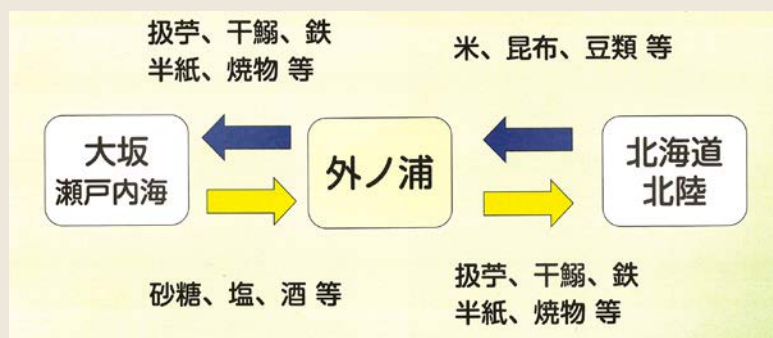 扱苧、干鰯、鉄
半紙、焼物 等
米、昆布、豆類 等
大坂
瀬戸内海
外ノ浦
北海道
北陸
砂糖、塩、酒 等
扱苧、干鰯、鉄
半紙、焼物 等